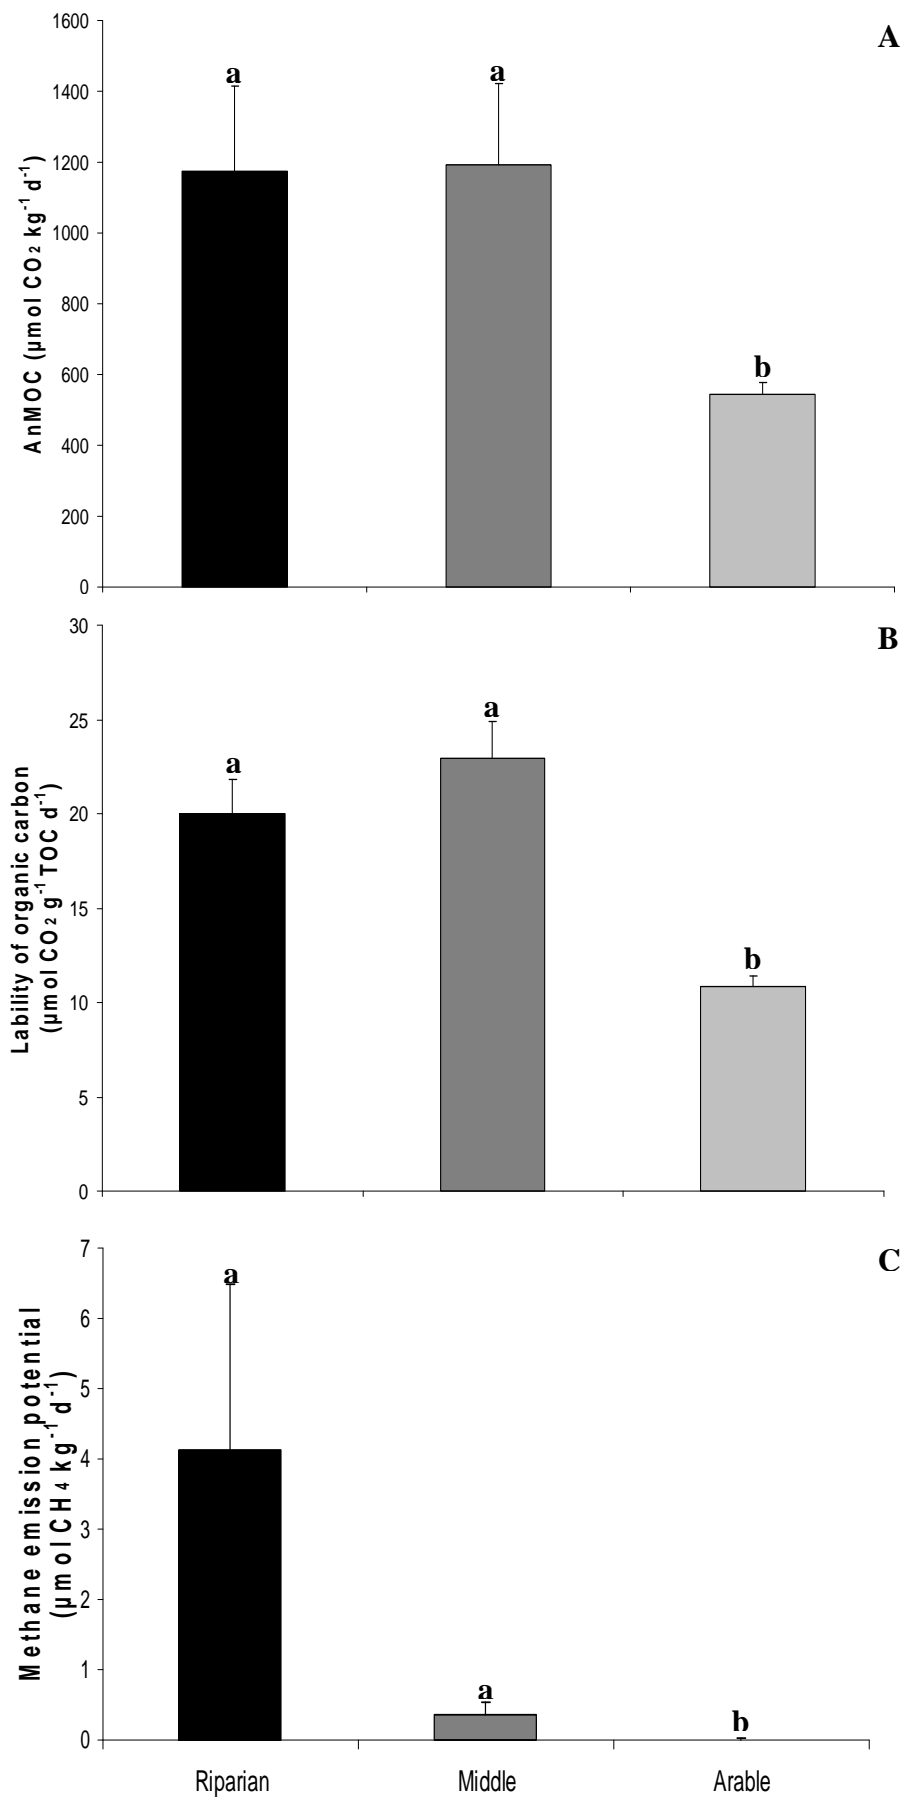 A
1600
1400
1200
1000
800
600
400
200
0
AnMOC (µmol CO₂ kg⁻¹ d⁻¹)
a
a
b
B
30
25
20
15
10
5
0
Lability of organic carbon
(µmol CO₂ g⁻¹ TOC d⁻¹)
a
a
b
C
7
6
5
4
3
2
1
0
Methane emission potential
(µmol CH₄ kg⁻¹ d⁻¹)
a
a
b
Riparian Middle Arable